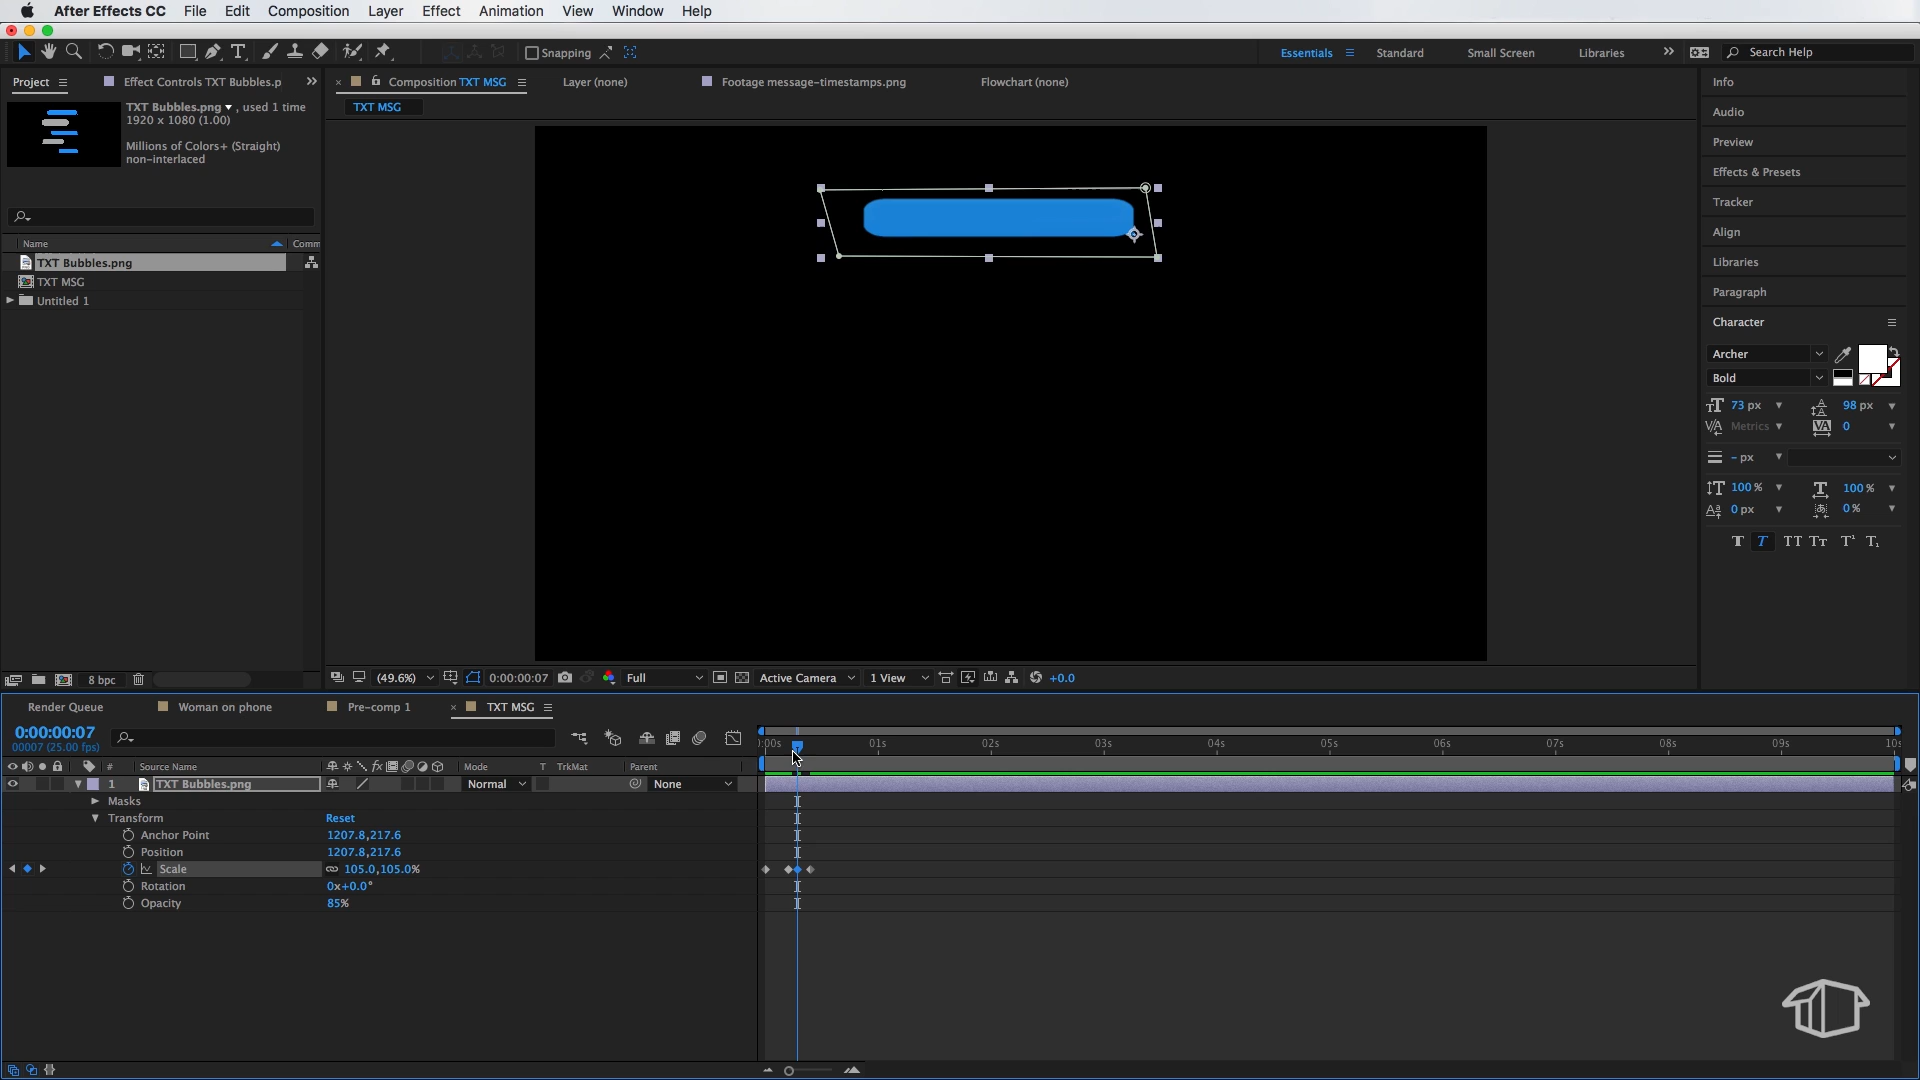 After Effects CC File Edit Composition Layer Effect Animation View Window Help
Snapping Essentials Standard Small Screen Libraries Search Help
Project Effect Controls TXT Bubbles.p Composition TXT MSG Layer (none) Footage message-timestamps.png Flowchart (none)
TXT Bubbles.png , used 1 time
1920 x 1080 (1.00)
Millions of Colors+ (Straight)
non-interlaced
TXT MSG
Name Comm
TXT Bubbles.png
TXT MSG
Untitled 1
8 bpc
(49.6%) 0:00:00:07 Full Active Camera 1 View +0.0
Info
Audio
Preview
Effects & Presets
Tracker
Align
Libraries
Paragraph
Character
Archer
Bold
73 px 98 px
Metrics 0
- px
100 % 100 %
0 px 0 %
T T TT TT T¹ T₁
Render Queue Woman on phone Pre-comp 1 TXT MSG
0:00:00:07
00007 (25.00 fps)
:00s 01s 02s 03s 04s 05s 06s 07s 08s 09s 10s
# Source Name Mode T TrkMat Parent
1 TXT Bubbles.png Normal None
Masks
Transform Reset
Anchor Point 1207.8,217.6
Position 1207.8,217.6
Scale 105.0,105.0%
Rotation 0x+0.0°
Opacity 85%